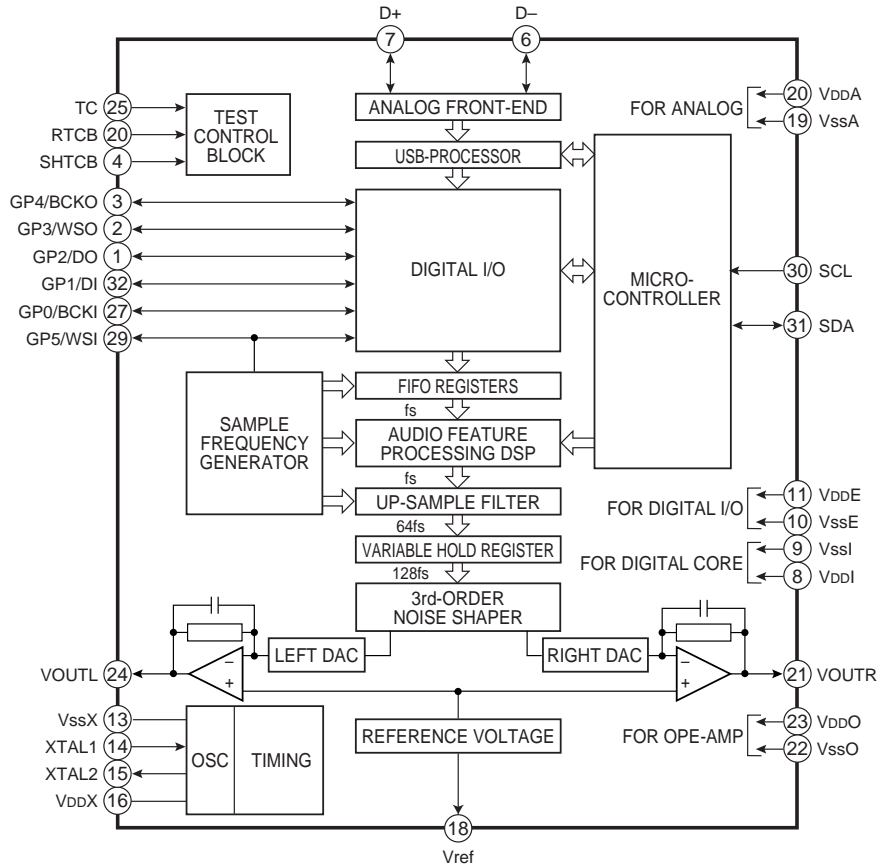 D+ D–
7 6
TC 25
RTCB 20
SHTCB 4
TEST
CONTROL
BLOCK
ANALOG FRONT-END
USB-PROCESSOR
FOR ANALOG
20 VDDA
19 VssA
GP4/BCKO 3
GP3/WSO 2
GP2/DO 1
GP1/DI 32
GP0/BCKI 27
GP5/WSI 29
DIGITAL I/O
MICRO-
CONTROLLER
30 SCL
31 SDA
SAMPLE
FREQUENCY
GENERATOR
FIFO REGISTERS
fs
AUDIO FEATURE
PROCESSING DSP
fs
UP-SAMPLE FILTER
64fs
VARIABLE HOLD REGISTER
128fs
3rd-ORDER
NOISE SHAPER
FOR DIGITAL I/O
11 VDDE
10 VssE
FOR DIGITAL CORE
9 VssI
8 VDDI
LEFT DAC
RIGHT DAC
– +
– +
VOUTL 24
21 VOUTR
VssX 13
XTAL1 14
XTAL2 15
VDDX 16
OSC TIMING
REFERENCE VOLTAGE
FOR OPE-AMP
23 VDDO
22 VssO
18
Vref